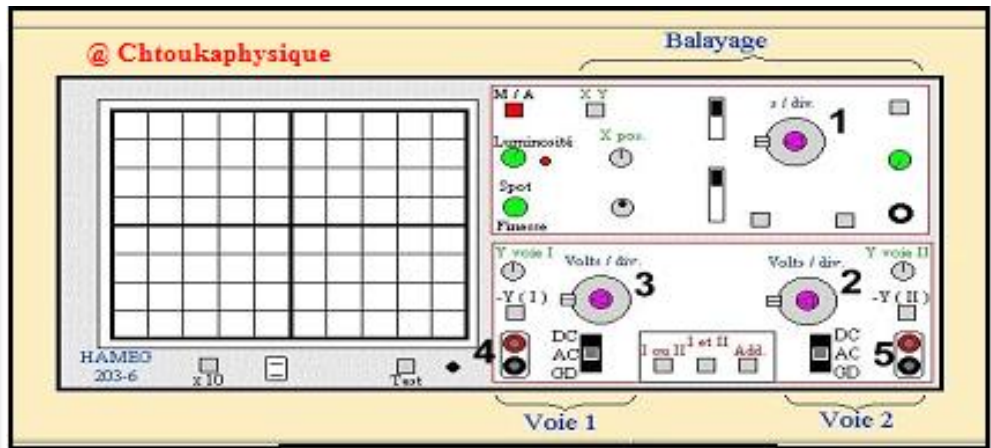 Balayage
@ Chtoukaphysique
M / A
X Y
s / div.
1
Luminosité
X pos.
Spot
Finesse
Y voie I
Volts / div.
3
Volts / div.
2
Y voie II
-Y ( I )
-Y ( II )
4
DC
AC
GD
I ou II
I et II
Add.
DC
AC
GD
5
HAMEG
203-6
x 10
Test
Voie 1
Voie 2